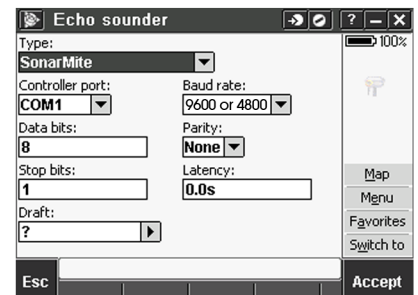 Echo sounder
? – X
Type:
100%
SonarMite
Controller port:
Baud rate:
COM1
9600 or 4800
Data bits:
Parity:
8
None
Stop bits:
Latency:
Map
1
0.0s
Menu
Draft:
Favorites
?
Switch to
Esc
Accept